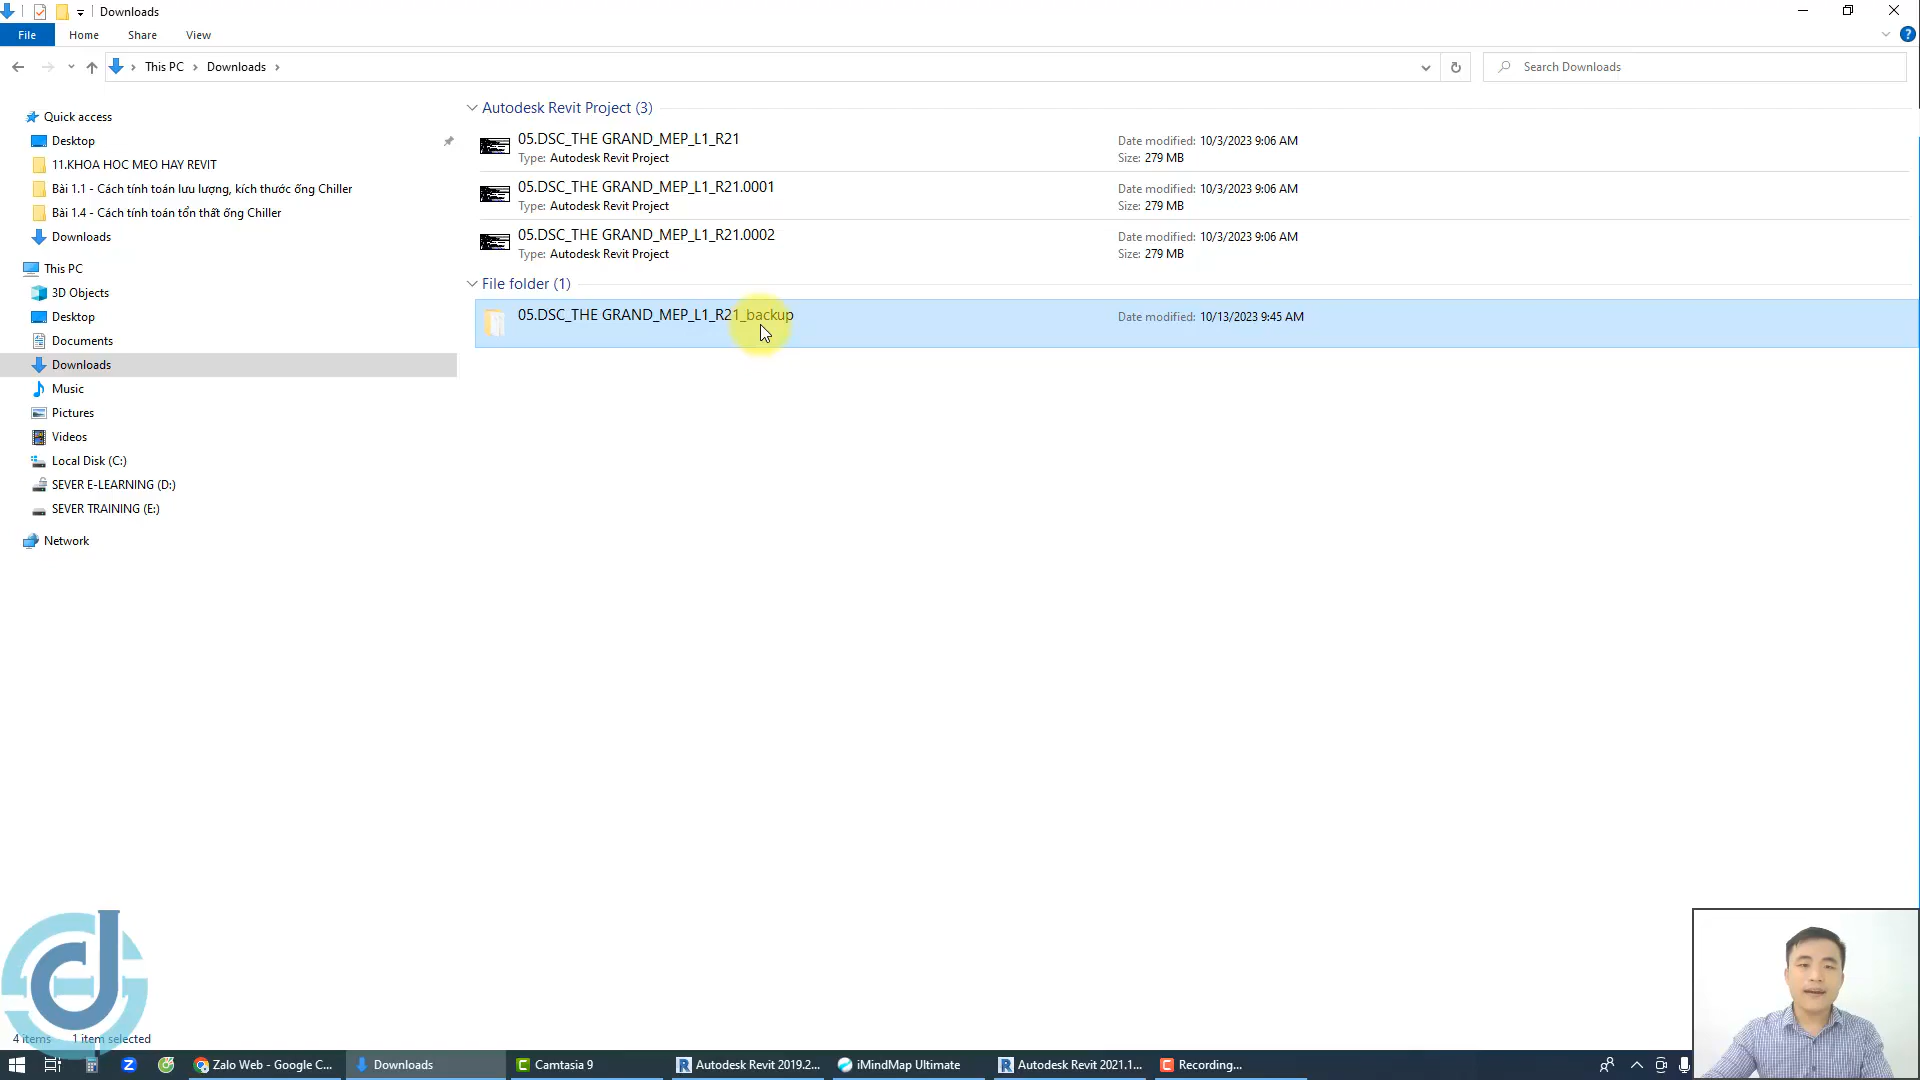 Downloads
File
Home
Share
View
This PC
Downloads
Search Downloads
Quick access
Desktop
11.KHOA HOC MEO HAY REVIT
Bài 1.1 - Cách tính toán lưu lượng, kích thước ống Chiller
Bài 1.4 - Cách tính toán tổn thất ống Chiller
Downloads
This PC
3D Objects
Desktop
Documents
Downloads
Music
Pictures
Videos
Local Disk (C:)
SEVER E-LEARNING (D:)
SEVER TRAINING (E:)
Network
Autodesk Revit Project (3)
05.DSC_THE GRAND_MEP_L1_R21
Type: Autodesk Revit Project
Date modified: 10/3/2023 9:06 AM
Size: 279 MB
05.DSC_THE GRAND_MEP_L1_R21.0001
Type: Autodesk Revit Project
Date modified: 10/3/2023 9:06 AM
Size: 279 MB
05.DSC_THE GRAND_MEP_L1_R21.0002
Type: Autodesk Revit Project
Date modified: 10/3/2023 9:06 AM
Size: 279 MB
File folder (1)
05.DSC_THE GRAND_MEP_L1_R21_backup
Date modified: 10/13/2023 9:45 AM
4 items
1 item selected
Zalo Web - Google C...
Downloads
Camtasia 9
Autodesk Revit 2019.2...
iMindMap Ultimate
Autodesk Revit 2021.1...
Recording...